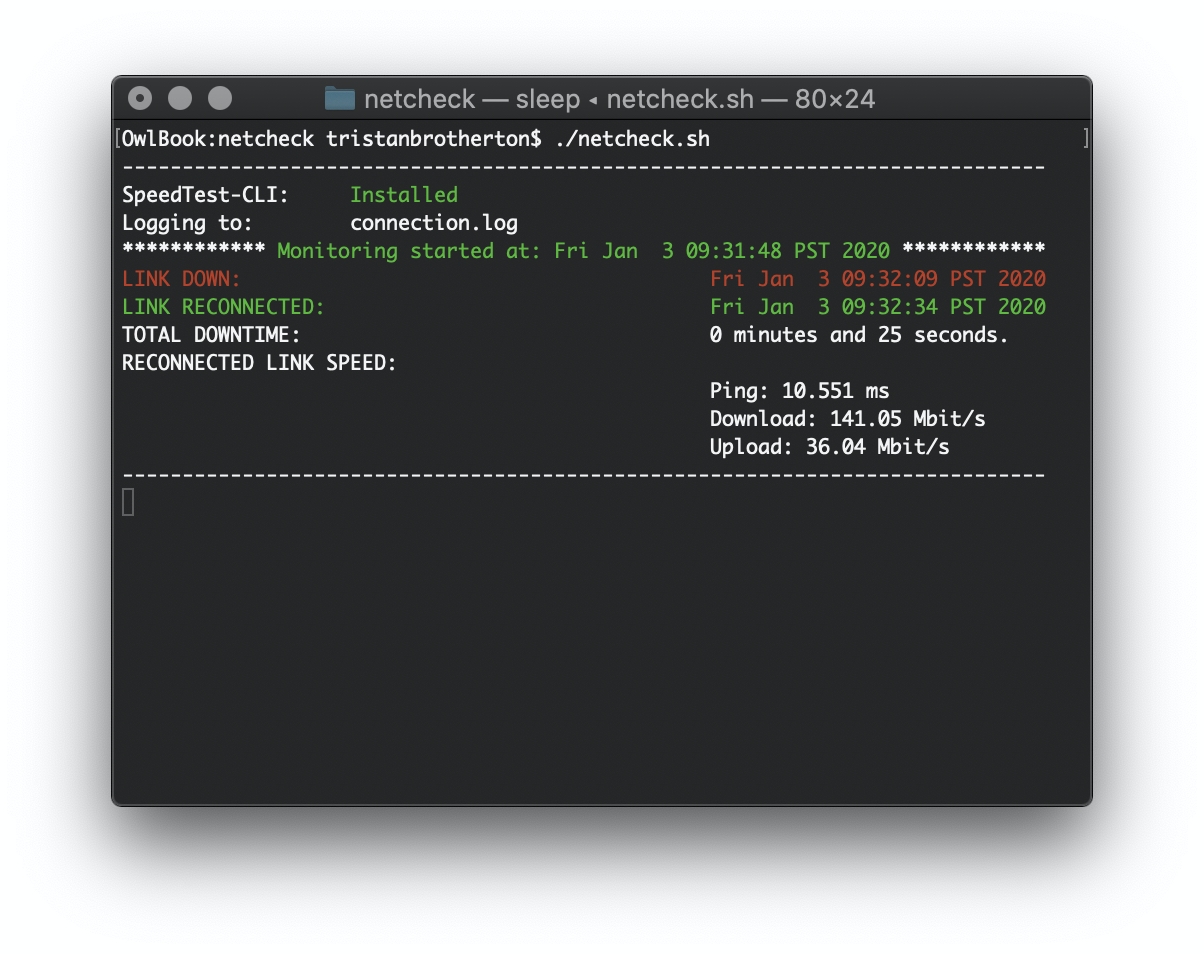 netcheck — sleep ◂ netcheck.sh — 80×24
[OwlBook:netcheck tristanbrotherton$ ./netcheck.sh ]
-----------------------------------------------------------------------------
SpeedTest-CLI:     Installed
Logging to:        connection.log
************ Monitoring started at: Fri Jan  3 09:31:48 PST 2020 ************
LINK DOWN:                                       Fri Jan  3 09:32:09 PST 2020
LINK RECONNECTED:                                Fri Jan  3 09:32:34 PST 2020
TOTAL DOWNTIME:                                  0 minutes and 25 seconds.
RECONNECTED LINK SPEED:
                                                 Ping: 10.551 ms
                                                 Download: 141.05 Mbit/s
                                                 Upload: 36.04 Mbit/s
-----------------------------------------------------------------------------